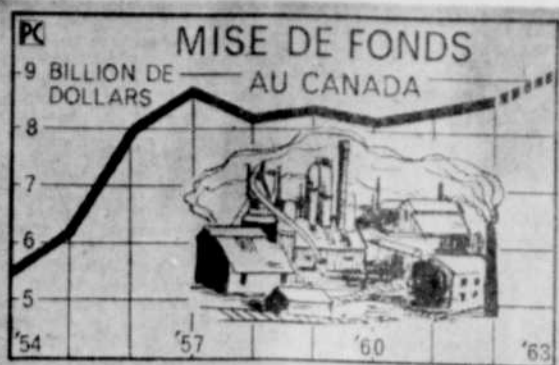 PC
MISE DE FONDS
AU CANADA
9 BILLION DE
DOLLARS
8
7
6
5
'54 '57 '60 '63